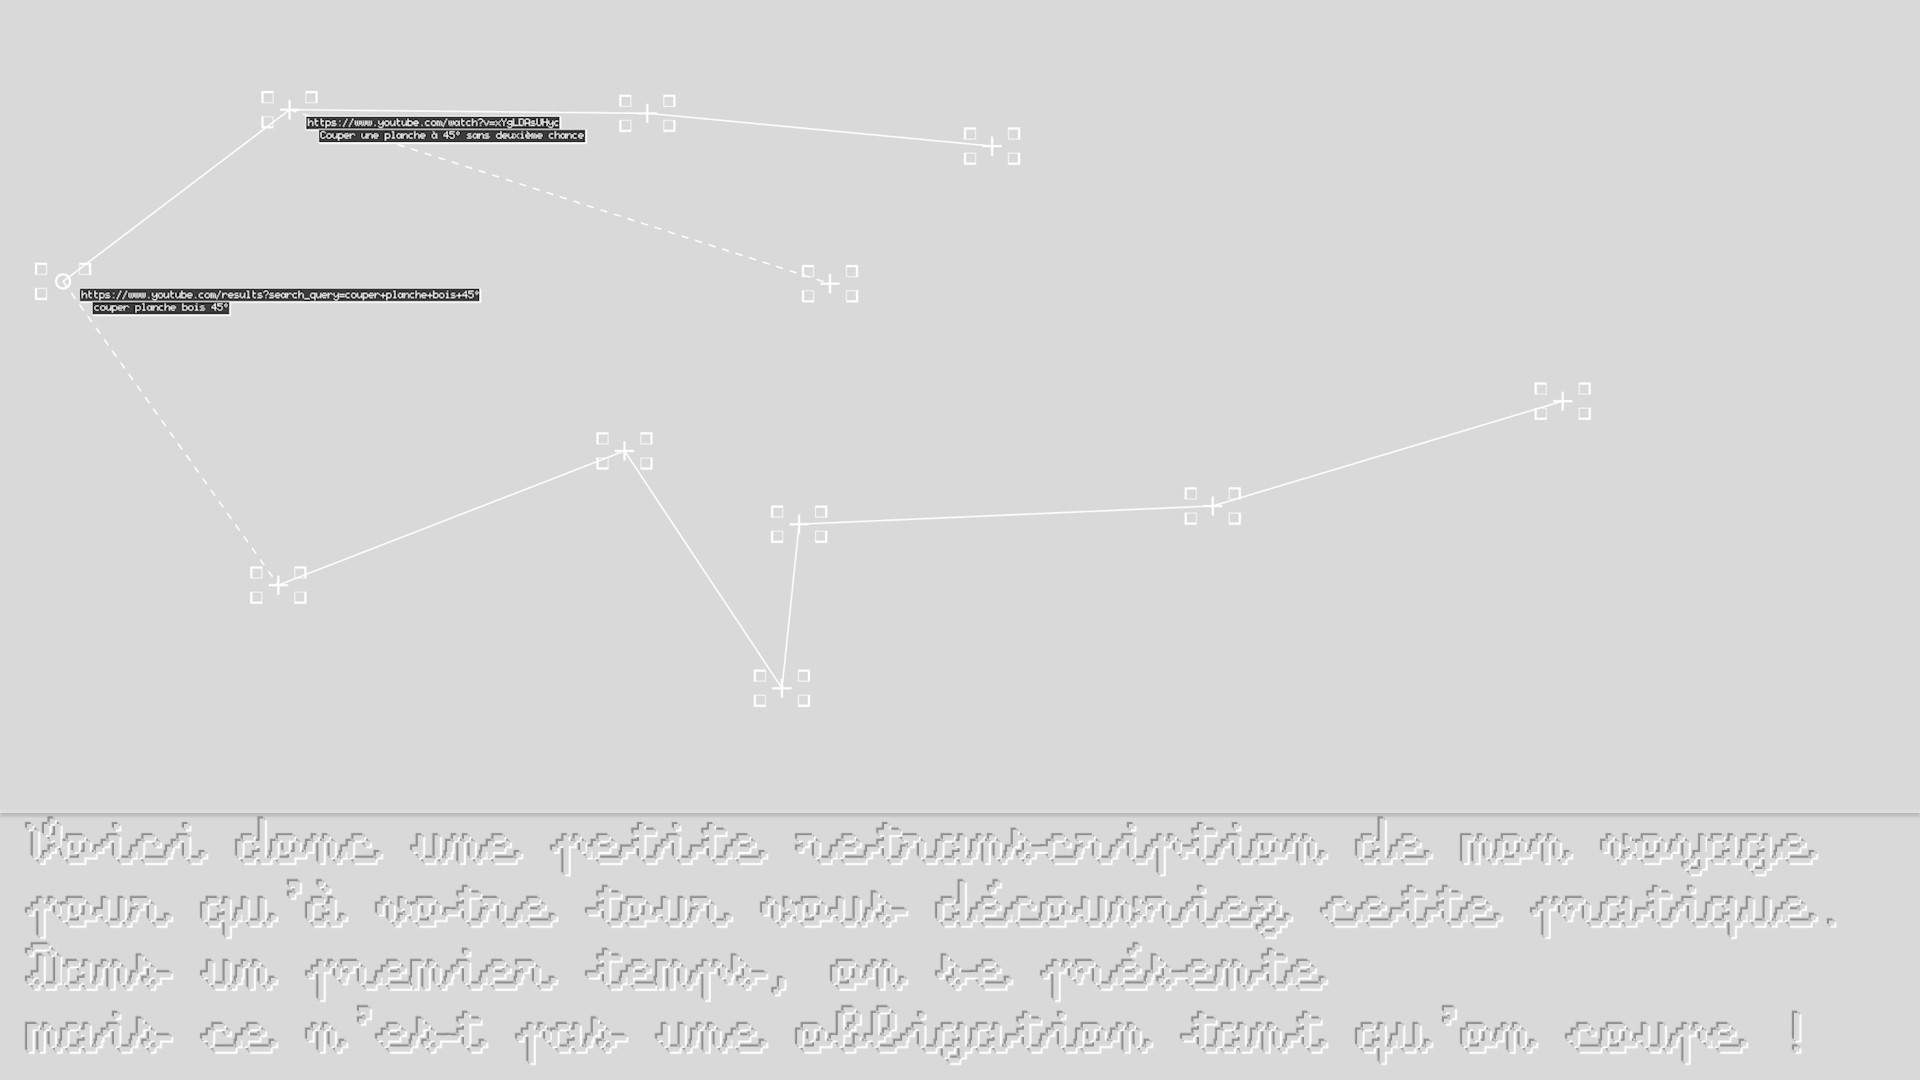 https://www.youtube.com/watch?v=xYgLDAsUHyc
Couper une planche à 45° sans deuxième chance
https://www.youtube.com/results?search_query=couper+planche+bois+45°
couper planche bois 45°
Voici donc une petite retranscription de mon voyage
pour qu'à votre tour vous découvriez cette pratique.
Dans un premier temps, on se présente
mais ce n'est pas une obligation tant qu'on coupe !